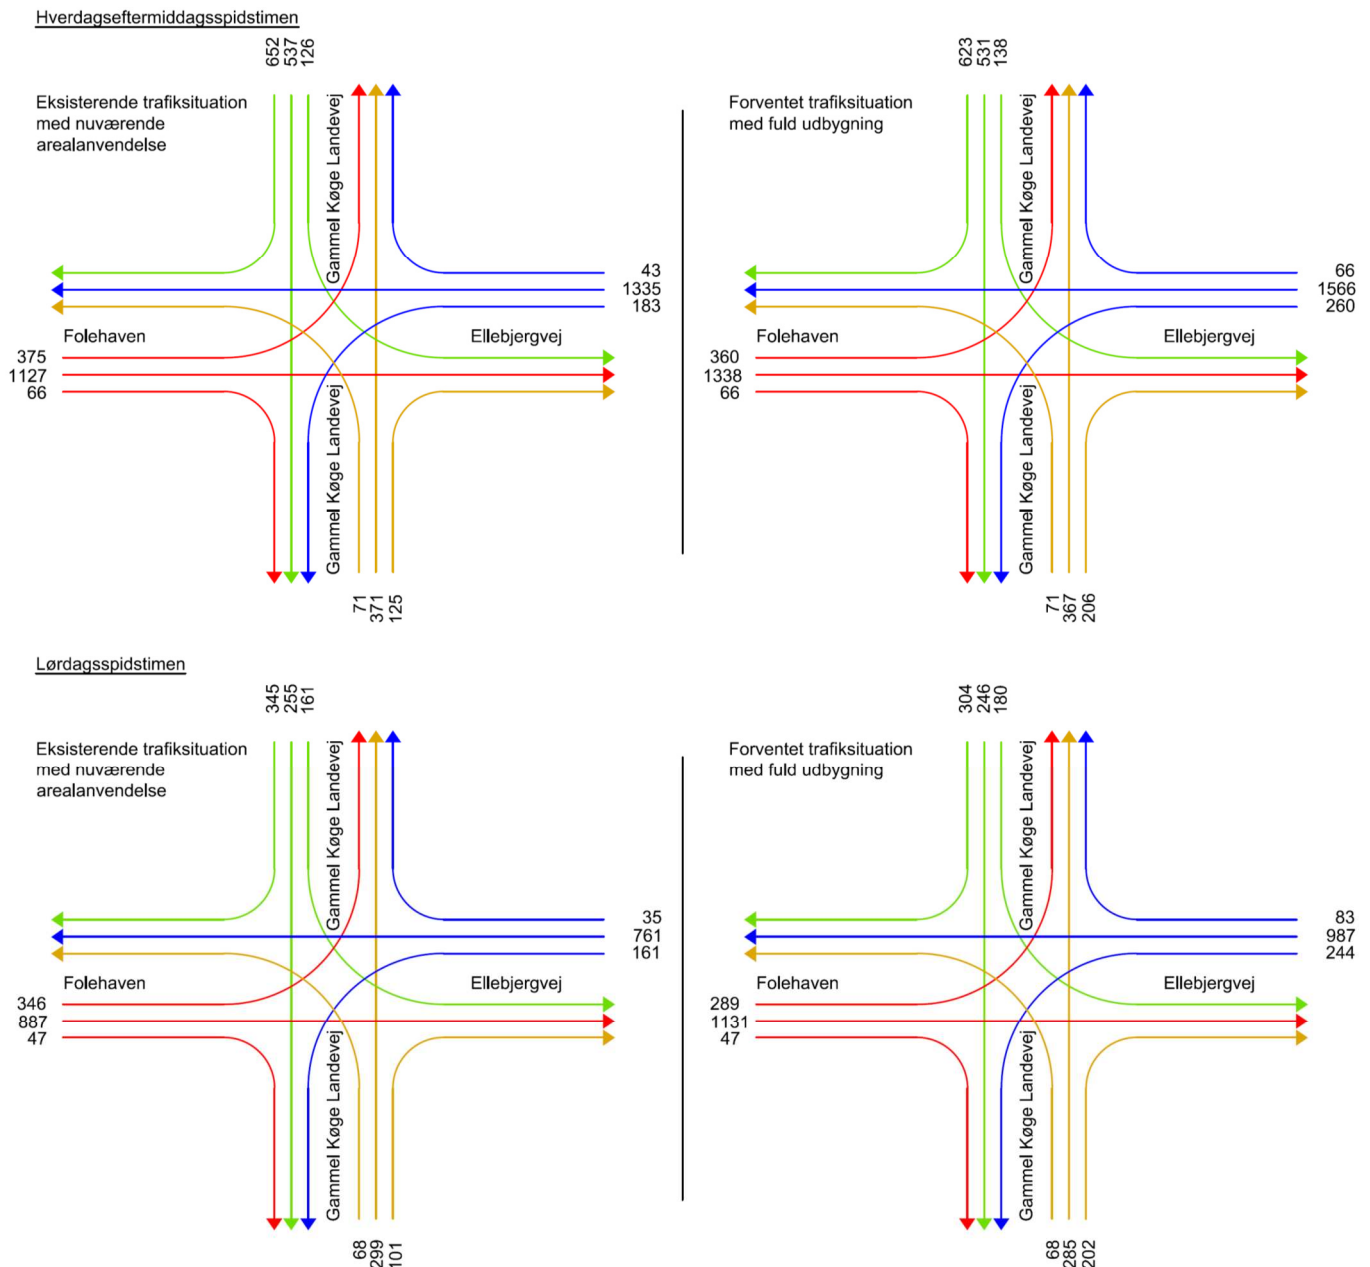 Hverdagseftermiddagsspidstimen
652
537
126
Eksisterende trafiksituation
med nuværende
arealanvendelse
Gammel Køge Landevej
43
1335
183
Folehaven
Ellebjergvej
375
1127
66
Gammel Køge Landevej
71
371
125
623
531
138
Forventet trafiksituation
med fuld udbygning
Gammel Køge Landevej
66
1566
260
Folehaven
Ellebjergvej
360
1338
66
Gammel Køge Landevej
71
367
206
Lørdagsspidstimen
345
255
161
Eksisterende trafiksituation
med nuværende
arealanvendelse
Gammel Køge Landevej
35
761
161
Folehaven
Ellebjergvej
346
887
47
Gammel Køge Landevej
68
299
101
304
246
180
Forventet trafiksituation
med fuld udbygning
Gammel Køge Landevej
83
987
244
Folehaven
Ellebjergvej
289
1131
47
Gammel Køge Landevej
68
285
202